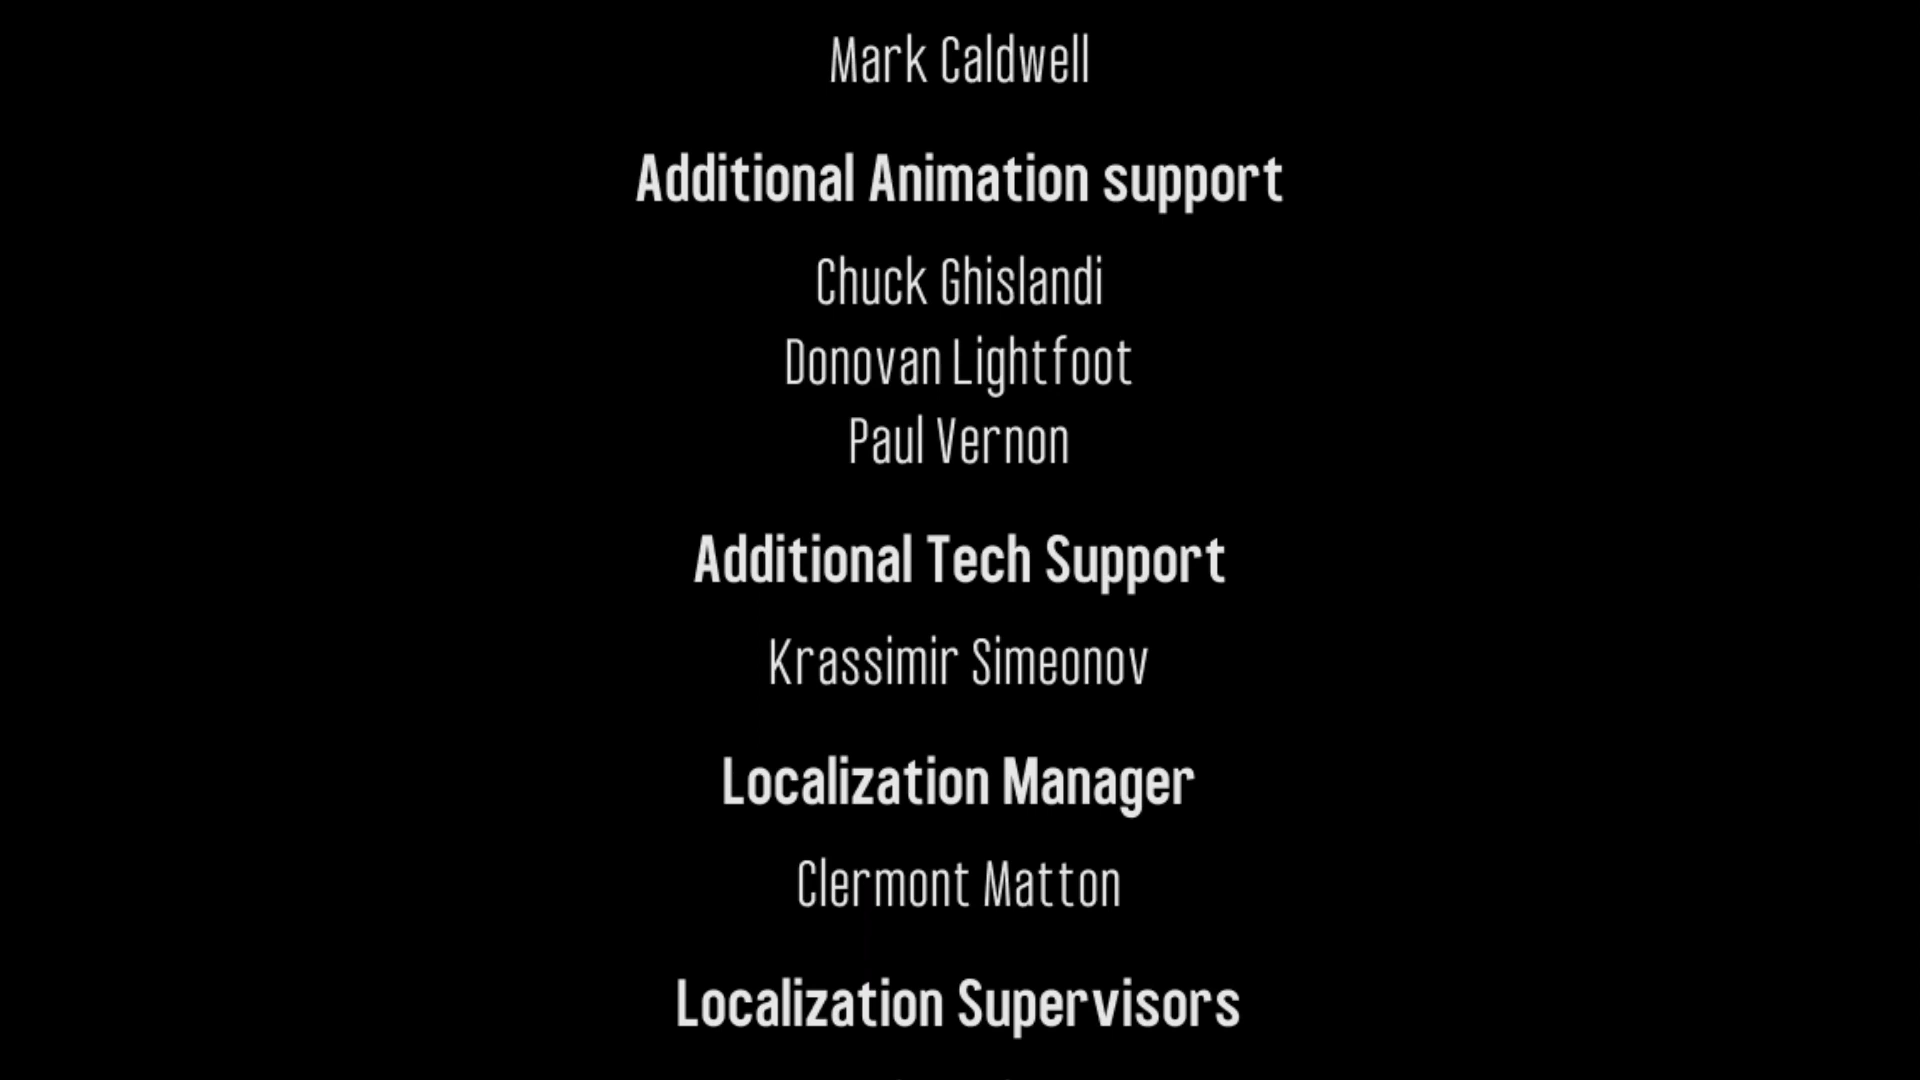 Mark Caldwell
Additional Animation support
Chuck Ghislandi
Donovan Lightfoot
Paul Vernon
Additional Tech Support
Krassimir Simeonov
Localization Manager
Clermont Matton
Localization Supervisors